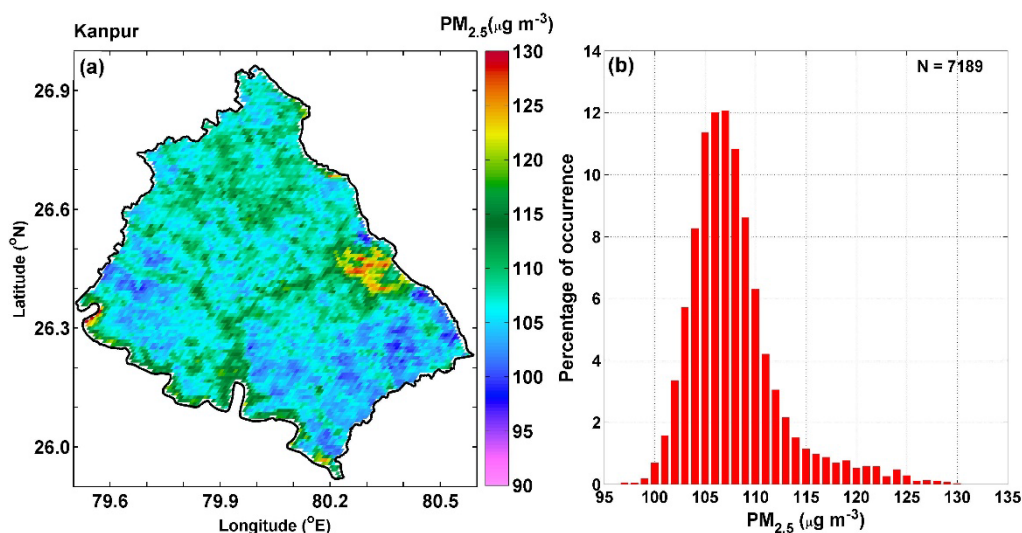 Kanpur
PM2.5(μg m-3)
(a)
130
125
120
115
110
105
100
95
90
26.9
26.6
26.3
26.0
Latitude (oN)
79.6 79.9 80.2 80.5
Longitude (oE)
(b)
N = 7189
14
12
10
8
6
4
2
0
Percentage of occurrence
95 100 105 110 115 120 125 130 135
PM2.5 (μg m-3)